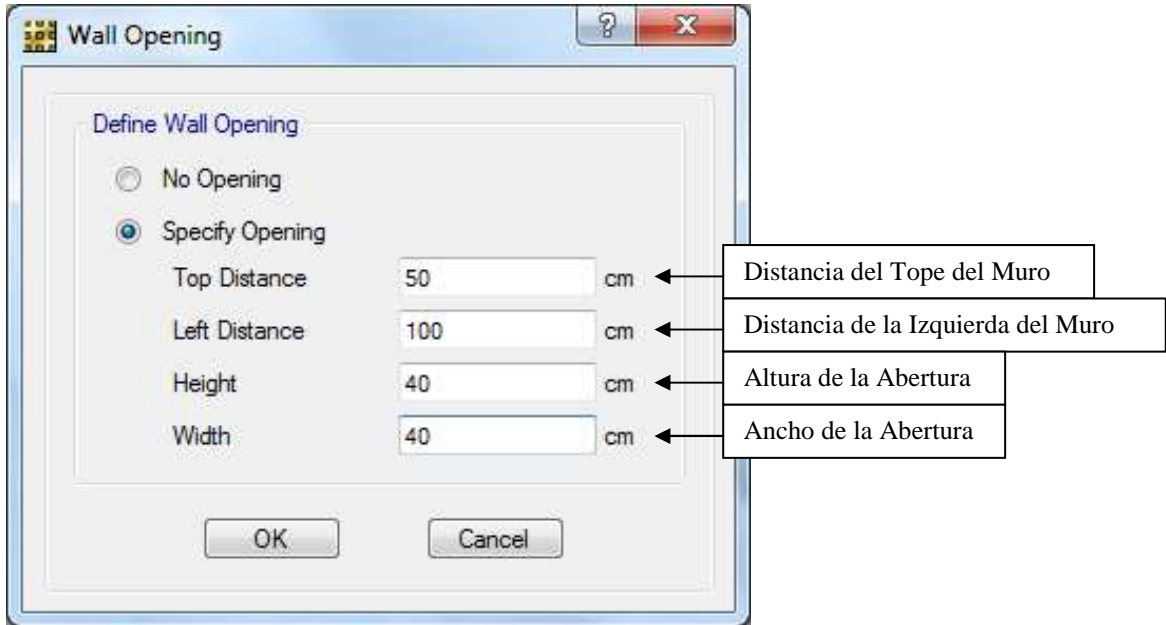 Wall Opening
Define Wall Opening
No Opening
Specify Opening
Top Distance 50 cm Distancia del Tope del Muro
Left Distance 100 cm Distancia de la Izquierda del Muro
Height 40 cm Altura de la Abertura
Width 40 cm Ancho de la Abertura
OK Cancel